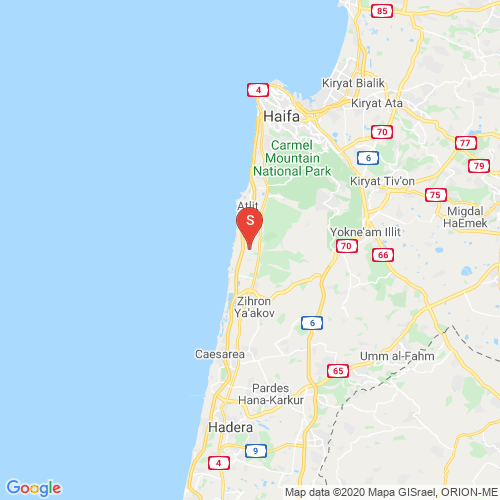 85
Kiryat Bialik
4
Kiryat Ata
Haifa
70
77
Carmel
Mountain
National Park
6
79
Kiryat Tiv'on
75
Atlit
Migdal
HaEmek
S
Yokne'am Illit
70
66
Zihron
Ya'akov
6
Caesarea
Umm al-Fahm
65
Pardes
Hana-Karkur
Hadera
9
4
Google
Map data ©2020 Mapa GISrael, ORION-ME